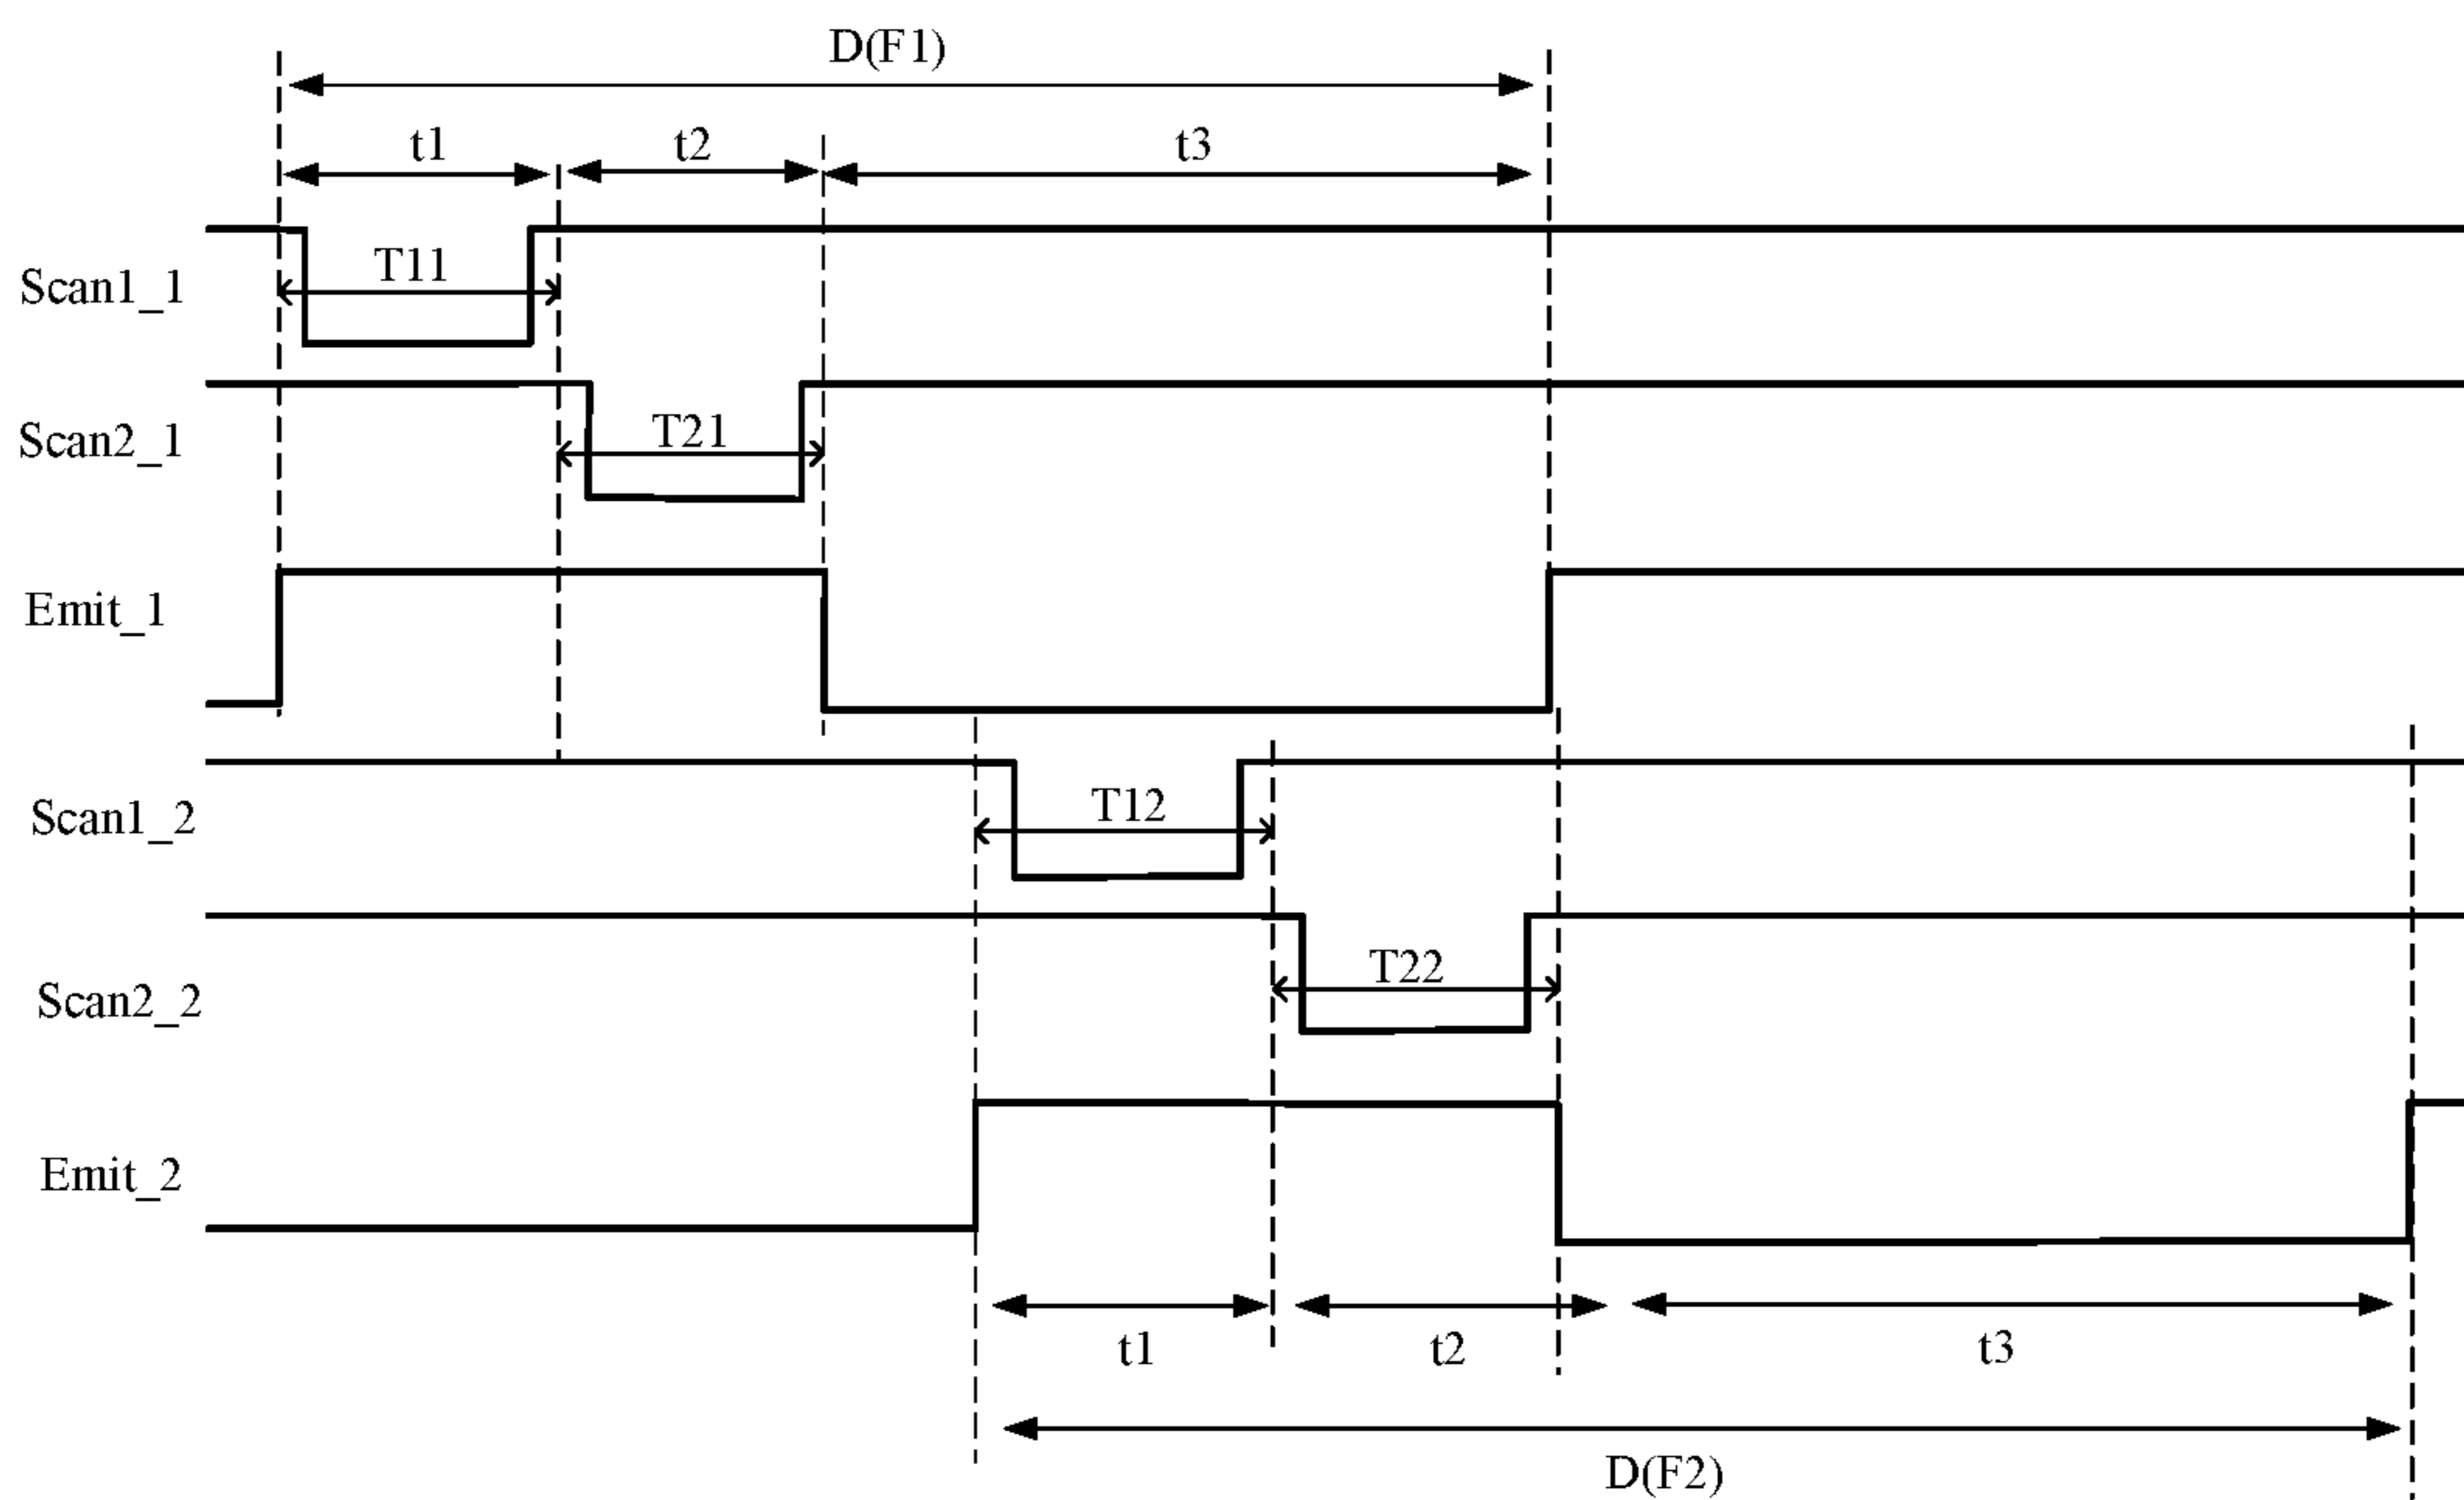 D(F1)
t1 t2 t3
T11
Scan1_1
T21
Scan2_1
Emit_1
T12
Scan1_2
T22
Scan2_2
Emit_2
t1 t2 t3
D(F2)